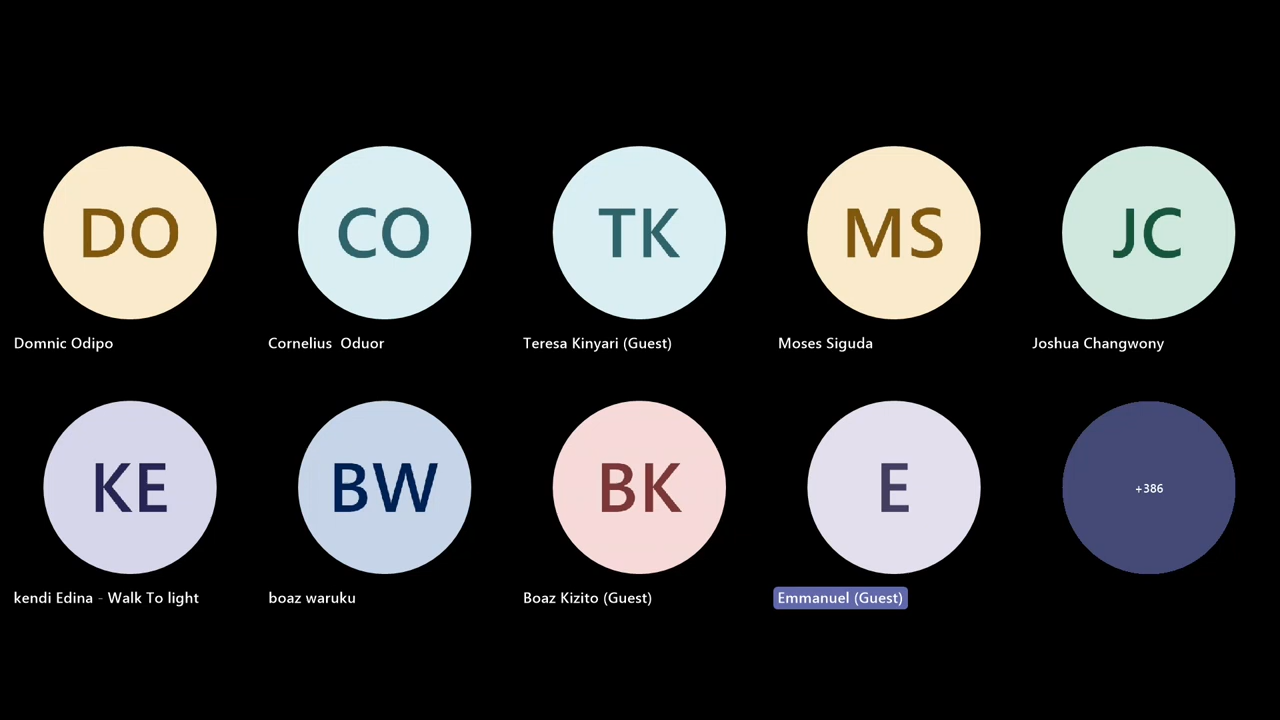 DO
CO
TK
MS
JC
Domnic Odipo
Cornelius  Oduor
Teresa Kinyari (Guest)
Moses Siguda
Joshua Changwony
KE
BW
BK
E
+386
kendi Edina - Walk To light
boaz waruku
Boaz Kizito (Guest)
Emmanuel (Guest)